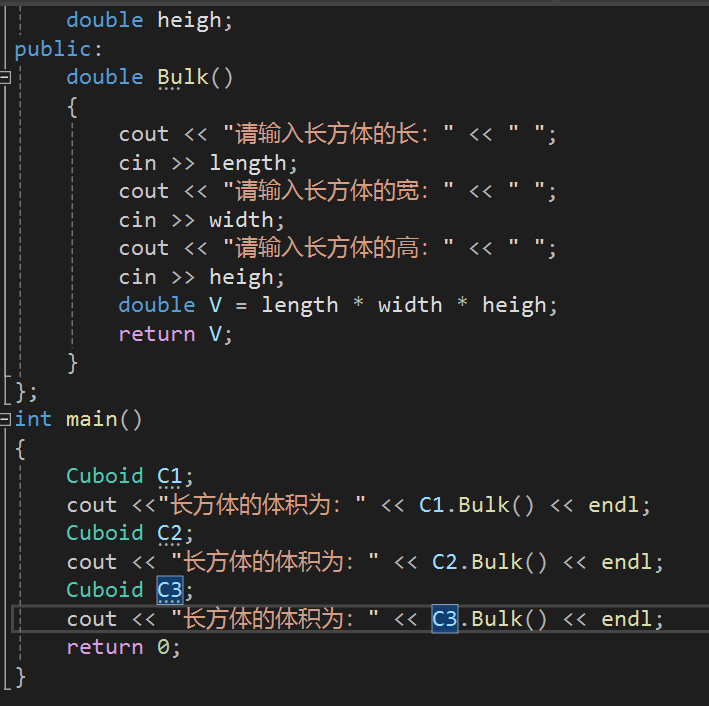 double heigh;
public:
double Bulk()
{
cout << "请输入长方体的长：" << " ";
cin >> length;
cout << "请输入长方体的宽：" << " ";
cin >> width;
cout << "请输入长方体的高：" << " ";
cin >> heigh;
double V = length * width * heigh;
return V;
}
};
int main()
{
Cuboid C1;
cout <<"长方体的体积为：" << C1.Bulk() << endl;
Cuboid C2;
cout << "长方体的体积为：" << C2.Bulk() << endl;
Cuboid C3;
cout << "长方体的体积为：" << C3.Bulk() << endl;
return 0;
}